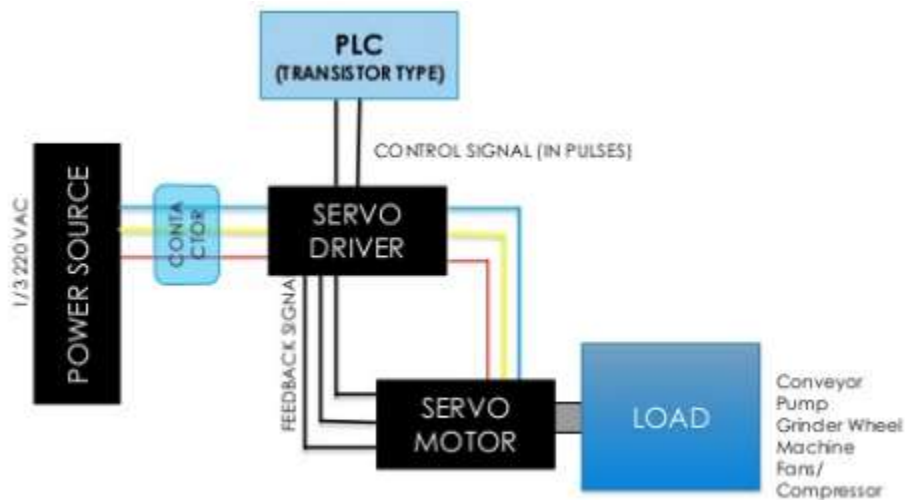 PLC
(TRANSISTOR TYPE)
CONTROL SIGNAL (IN PULSES)
1/3 220 VAC
POWER SOURCE
CONTA
CTOR
SERVO
DRIVER
FEEDBACK SIGNA
SERVO
MOTOR
LOAD
Conveyor
Pump
Grinder Wheel
Machine
Fans/
Compressor